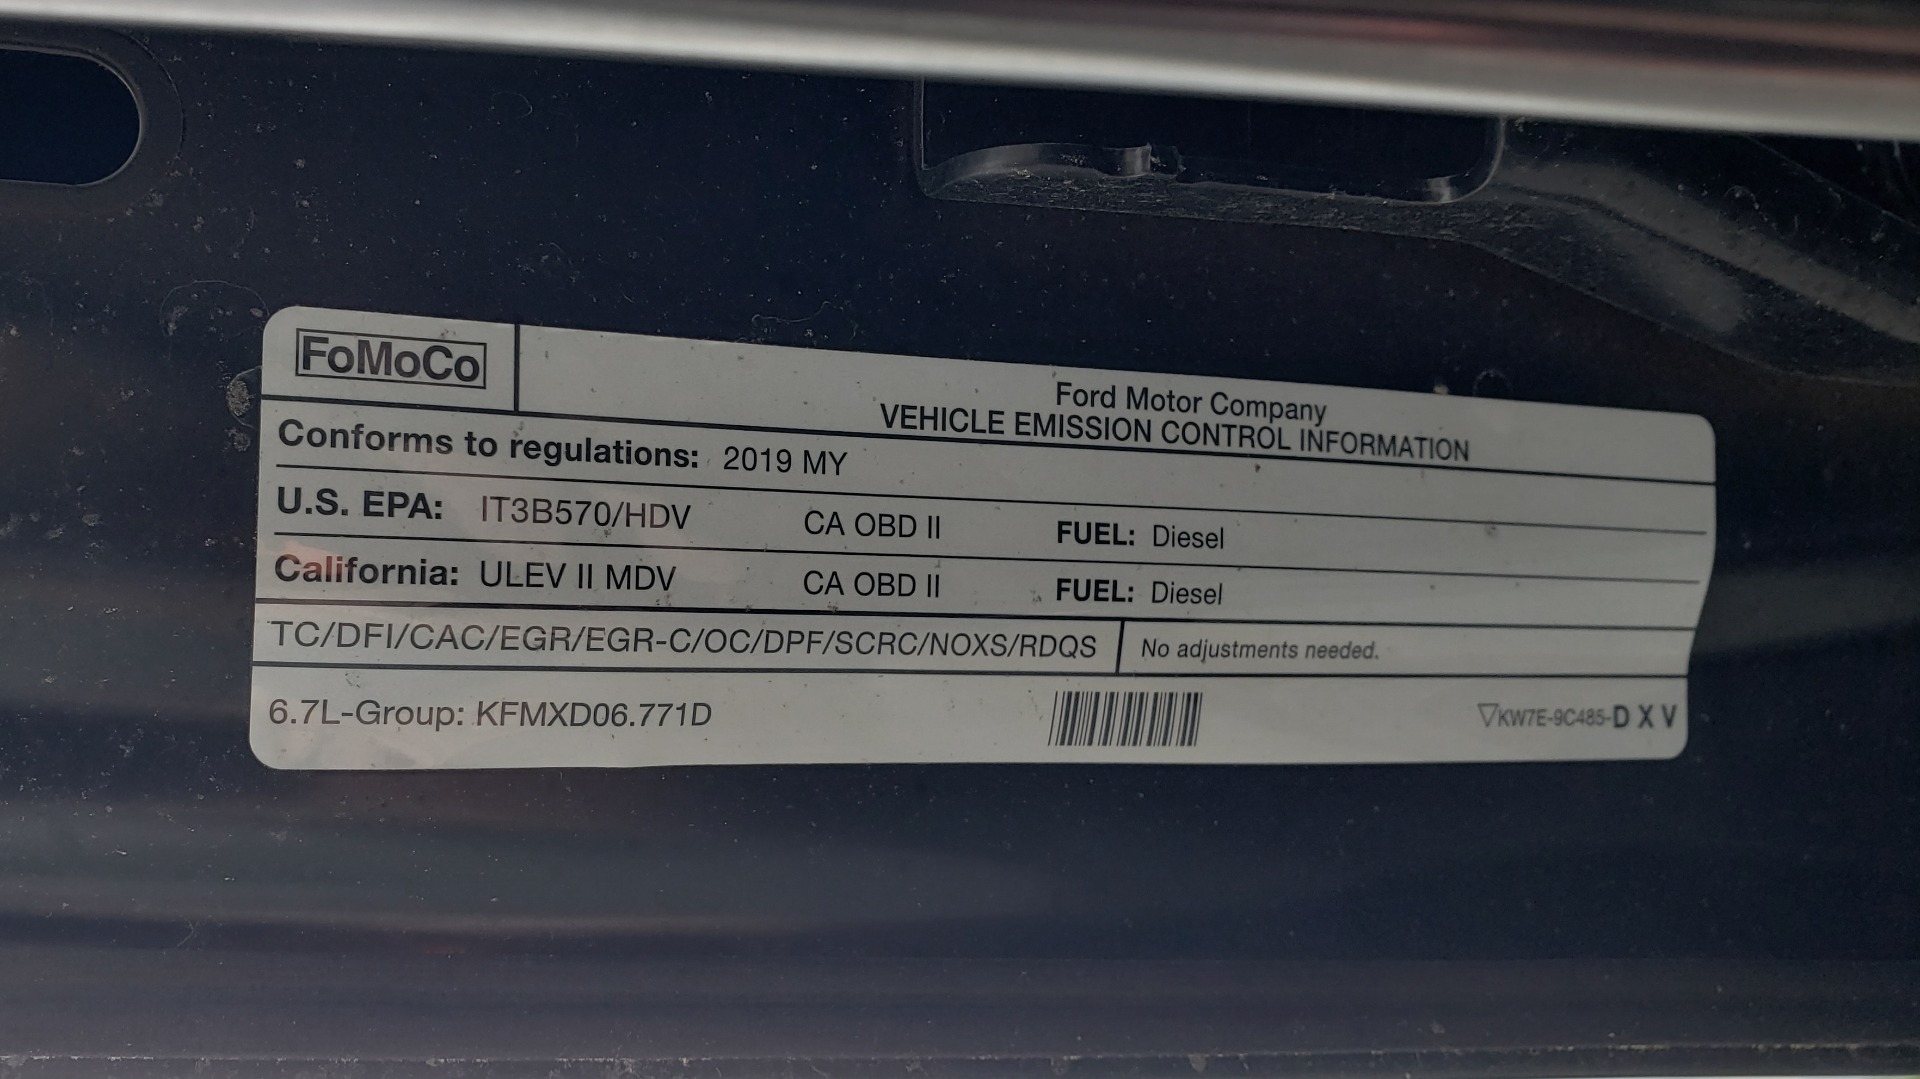 FoMoCo
Ford Motor Company
VEHICLE EMISSION CONTROL INFORMATION
Conforms to regulations: 2019 MY
U.S. EPA: IT3B570/HDV CA OBD II FUEL: Diesel
California: ULEV II MDV CA OBD II FUEL: Diesel
TC/DFI/CAC/EGR/EGR-C/OC/DPF/SCRC/NOXS/RDQS No adjustments needed.
6.7L-Group: KFMXD06.771D ▽KW7E-9C485-D X V